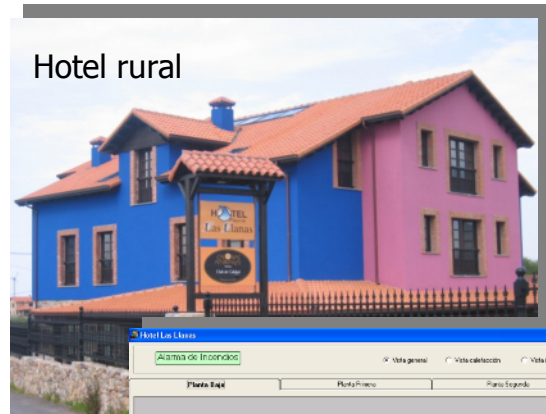 Hotel rural
HOTEL
Las Llanas
Hotel Las Llanas
Alarma de Incendios
Vista general
Vista calefacción
Vista
Planta Baja
Planta Primera
Planta Segunda